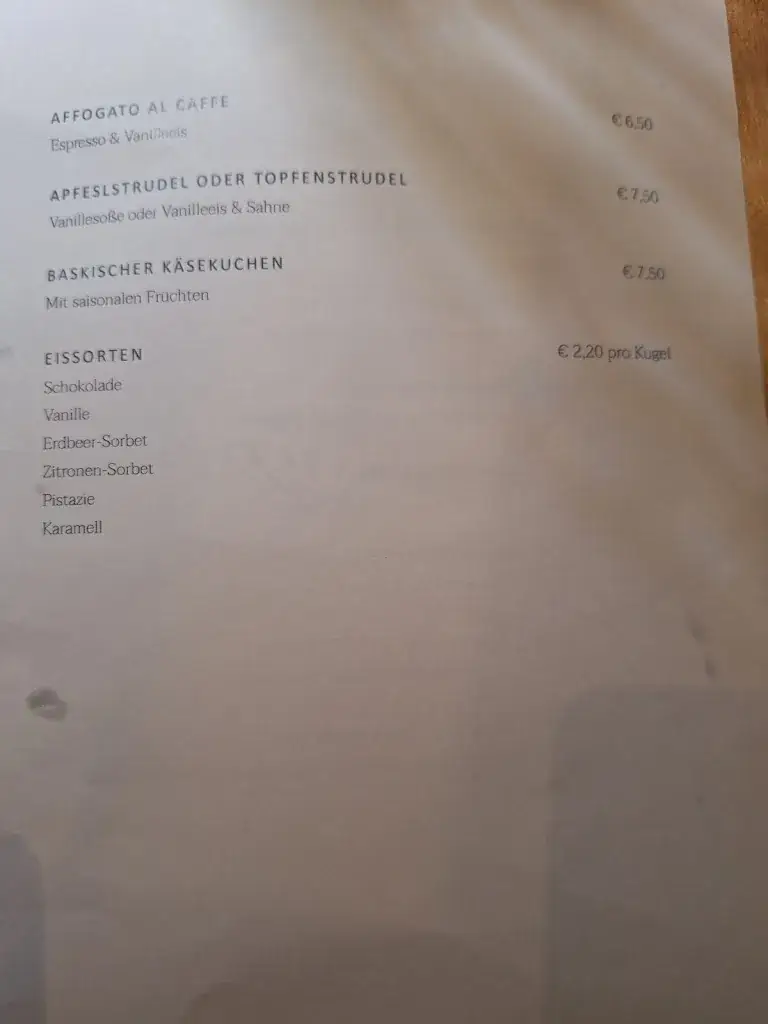 AFFOGATO AL CAFFE
€ 6,50
Espresso & Vanilleeis
APFESLSTRUDEL ODER TOPFENSTRUDEL
€ 7,50
Vanillesoße oder Vanilleeis & Sahne
BASKISCHER KÄSEKUCHEN
€ 7,50
Mit saisonalen Früchten
EISSORTEN
€ 2,20 pro Kugel
Schokolade
Vanille
Erdbeer-Sorbet
Zitronen-Sorbet
Pistazie
Karamell